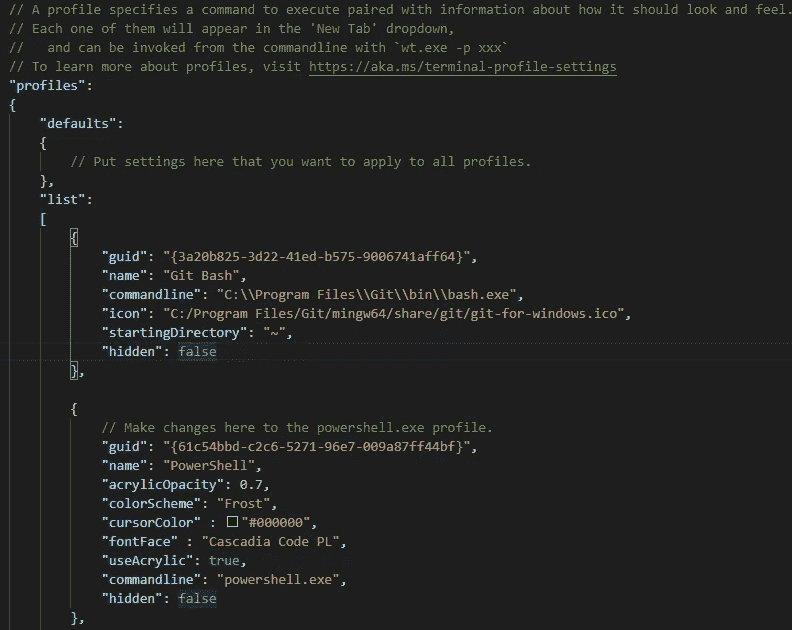 // A profile specifies a command to execute paired with information about how it should look and feel.
// Each one of them will appear in the 'New Tab' dropdown,
//   and can be invoked from the commandline with `wt.exe -p xxx`
// To learn more about profiles, visit https://aka.ms/terminal-profile-settings
"profiles":
{
    "defaults":
    {
        // Put settings here that you want to apply to all profiles.
    },
    "list":
    [
        {
            "guid": "{3a20b825-3d22-41ed-b575-9006741aff64}",
            "name": "Git Bash",
            "commandline": "C:\\Program Files\\Git\\bin\\bash.exe",
            "icon": "C:/Program Files/Git/mingw64/share/git/git-for-windows.ico",
            "startingDirectory": "~",
            "hidden": false
        },

        {
            // Make changes here to the powershell.exe profile.
            "guid": "{61c54bbd-c2c6-5271-96e7-009a87ff44bf}",
            "name": "PowerShell",
            "acrylicOpacity": 0.7,
            "colorScheme": "Frost",
            "cursorColor" : "#000000",
            "fontFace" : "Cascadia Code PL",
            "useAcrylic": true,
            "commandline": "powershell.exe",
            "hidden": false
        },